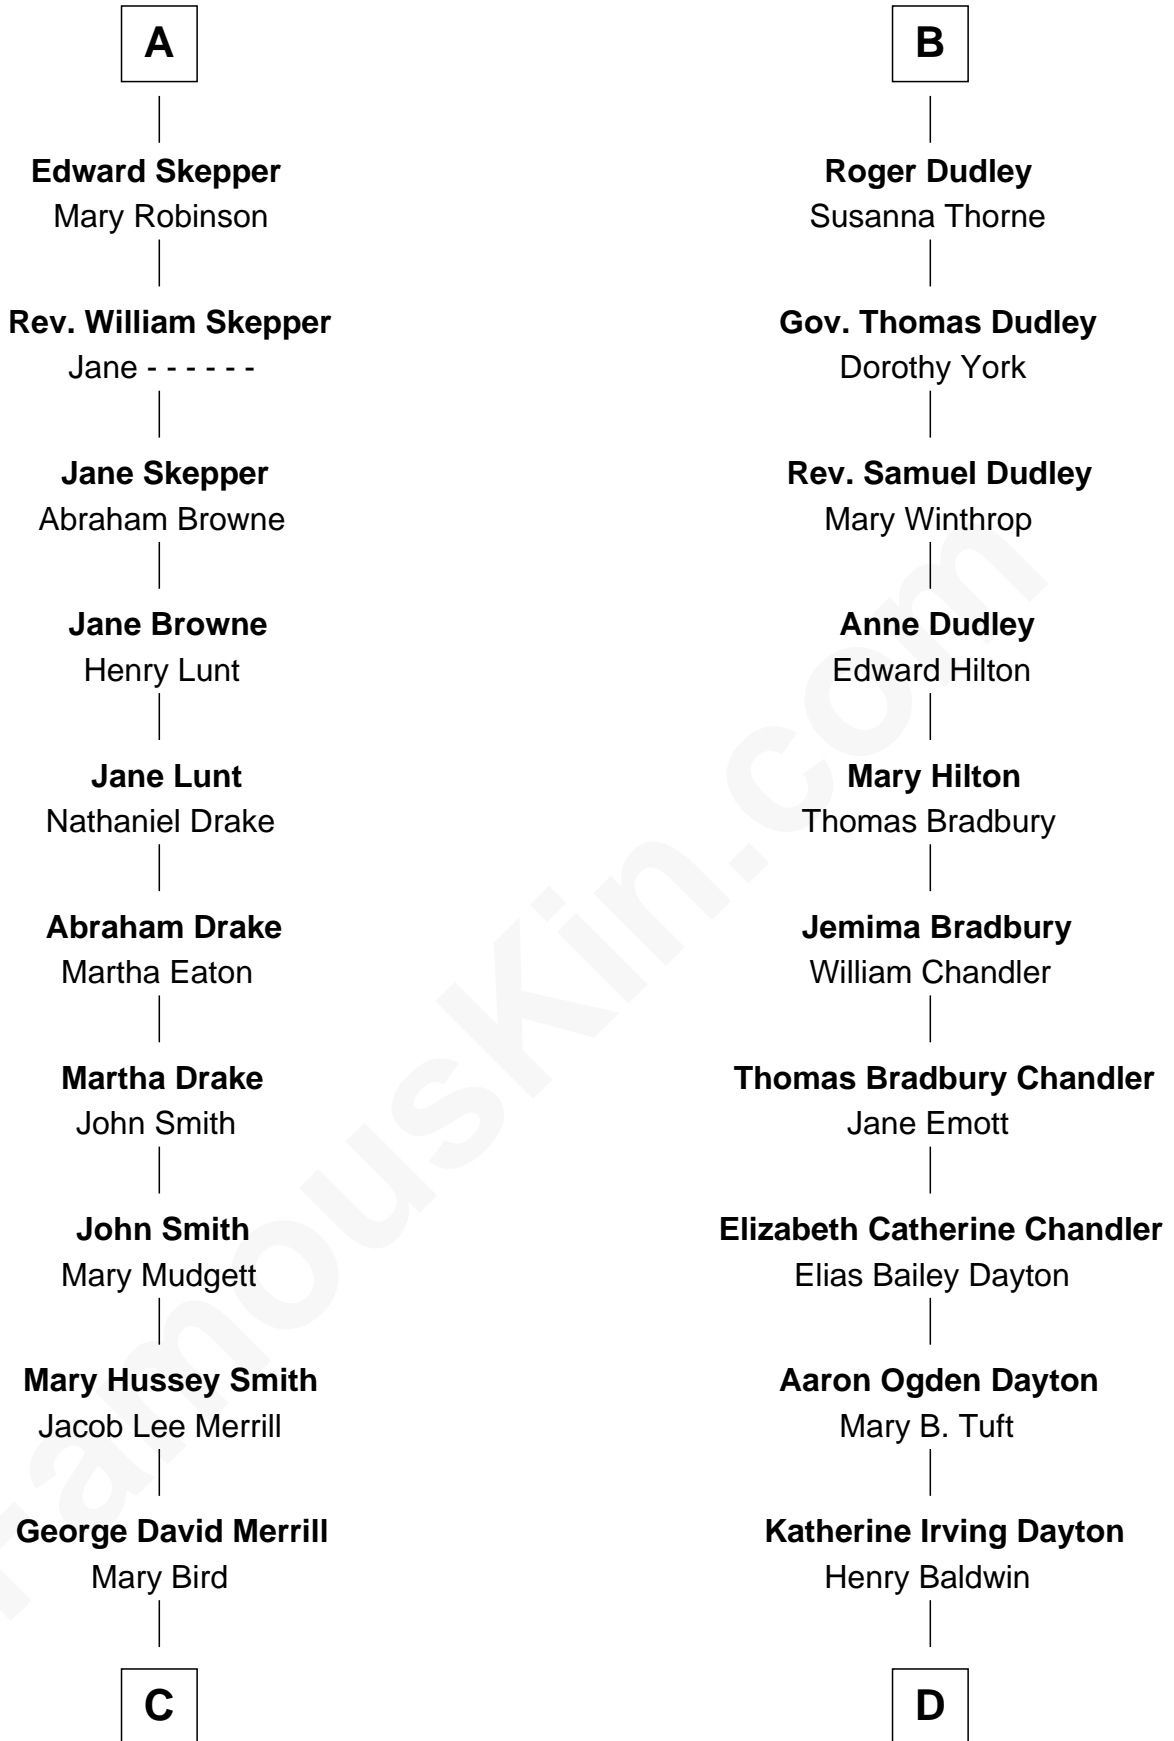 A
Edward Skepper
Mary Robinson
Rev. William Skepper
Jane - - - - - -
Jane Skepper
Abraham Browne
Jane Browne
Henry Lunt
Jane Lunt
Nathaniel Drake
Abraham Drake
Martha Eaton
Martha Drake
John Smith
John Smith
Mary Mudgett
Mary Hussey Smith
Jacob Lee Merrill
George David Merrill
Mary Bird
C
B
Roger Dudley
Susanna Thorne
Gov. Thomas Dudley
Dorothy York
Rev. Samuel Dudley
Mary Winthrop
Anne Dudley
Edward Hilton
Mary Hilton
Thomas Bradbury
Jemima Bradbury
William Chandler
Thomas Bradbury Chandler
Jane Emott
Elizabeth Catherine Chandler
Elias Bailey Dayton
Aaron Ogden Dayton
Mary B. Tuft
Katherine Irving Dayton
Henry Baldwin
D
FamousKin.com